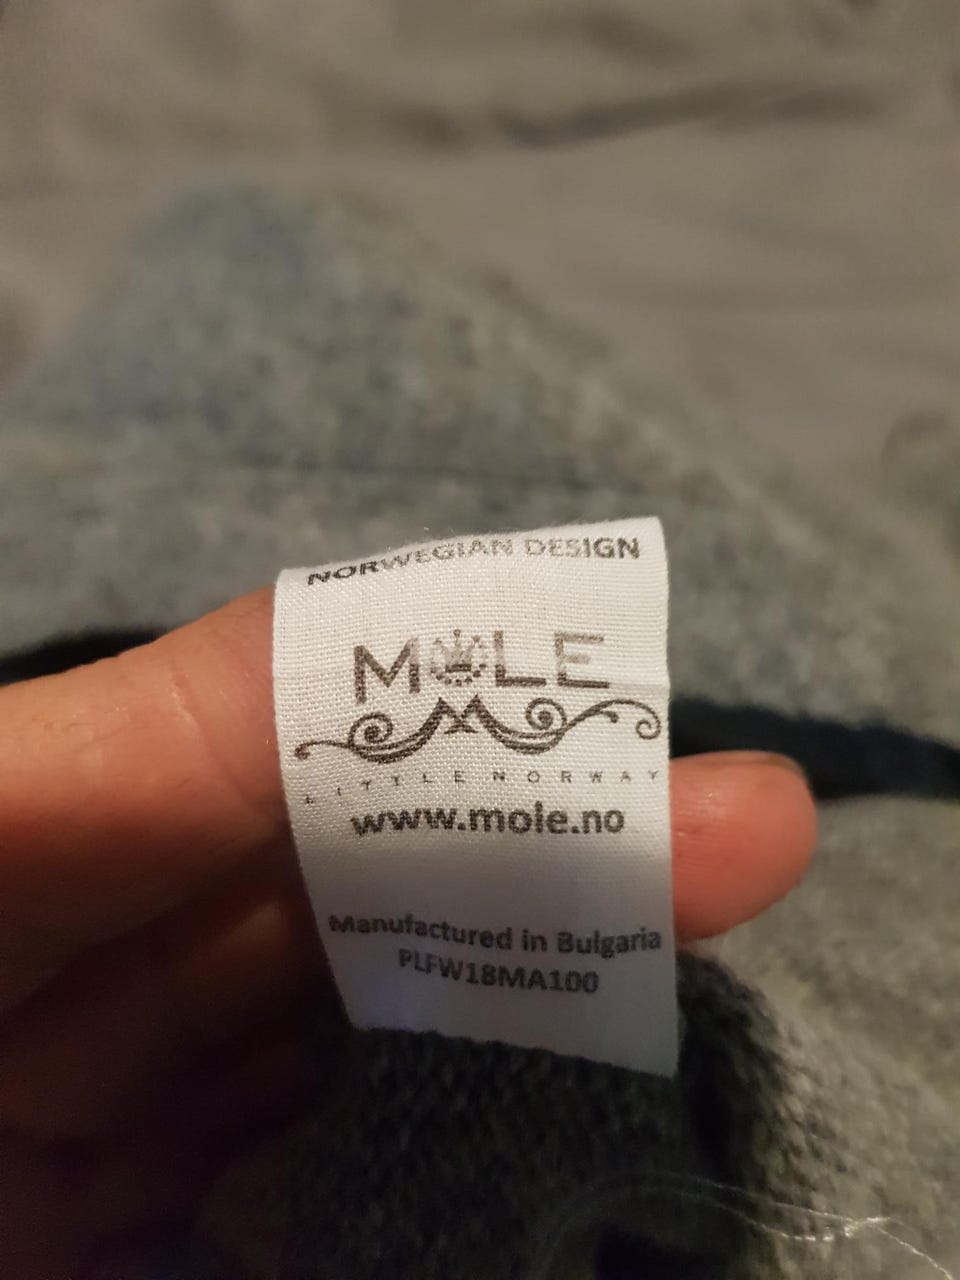 NORWEGIAN DESIGN
MOLE
LITTLE NORWAY
www.mole.no
Manufactured in Bulgaria
PLFW18MA100